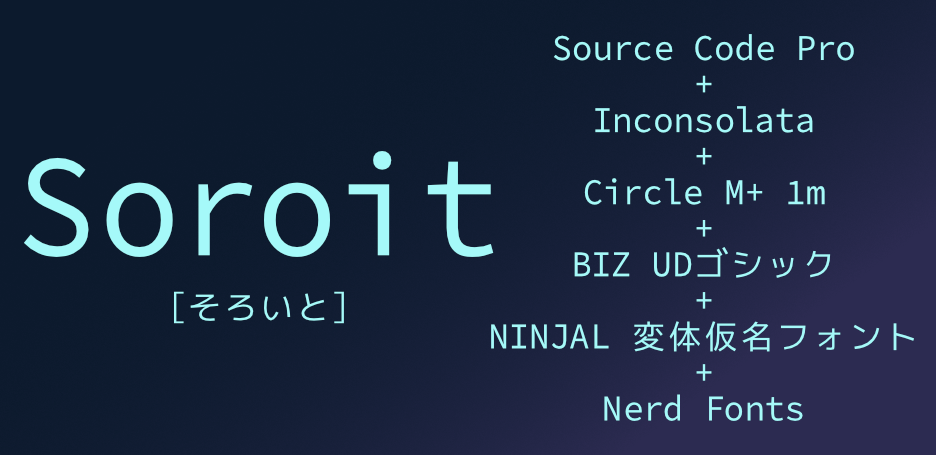 Soroit
[そろいと]
Source Code Pro
+
Inconsolata
+
Circle M+ 1m
+
BIZ UDゴシック
+
NINJAL 変体仮名フォント
+
Nerd Fonts